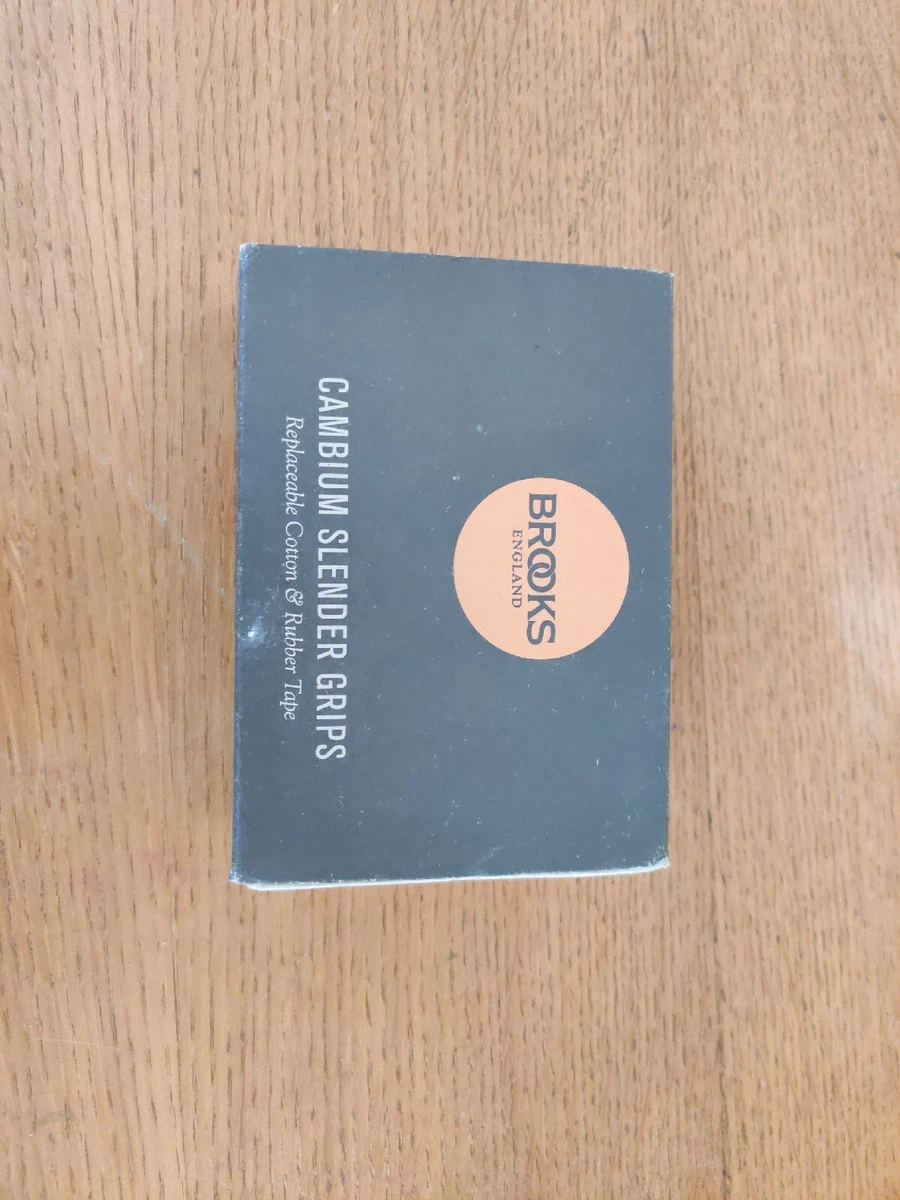 BROOKS
ENGLAND
CAMBIUM SLENDER GRIPS
Replaceable Cotton & Rubber Tape